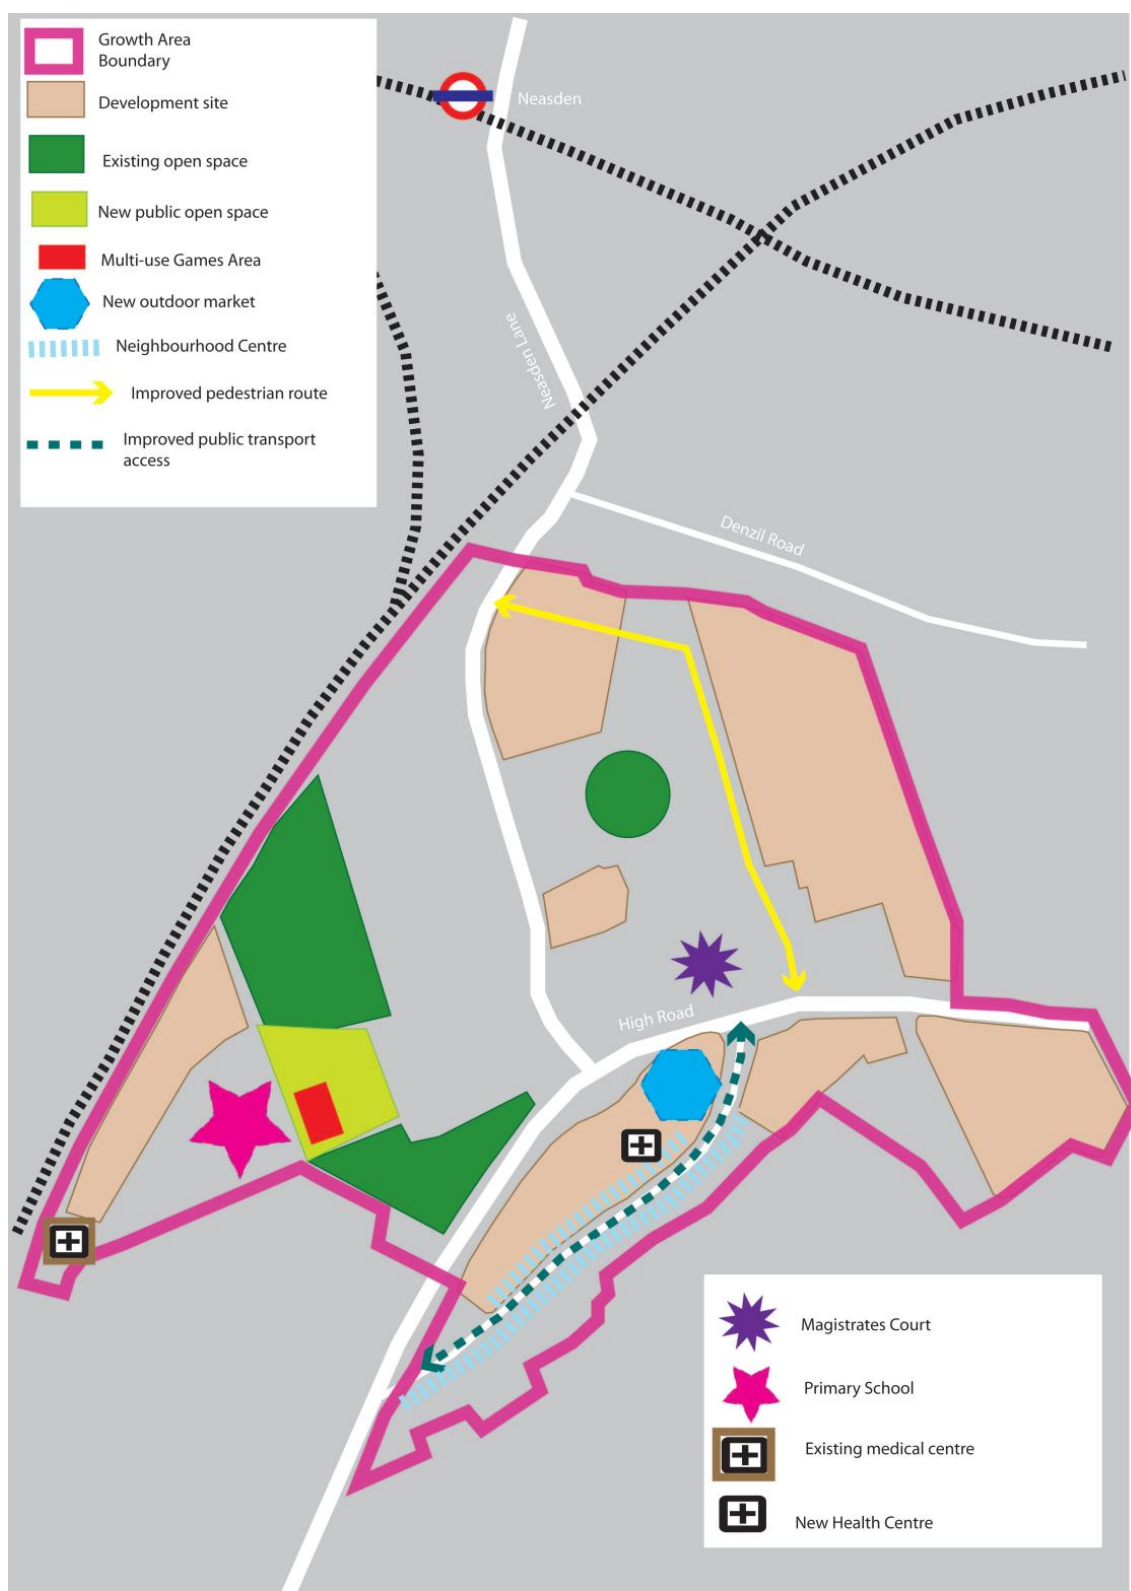 Growth Area
Boundary
Development site
Existing open space
New public open space
Multi-use Games Area
New outdoor market
Neighbourhood Centre
Improved pedestrian route
Improved public transport
access
Neasden
Neasden Lane
Denzil Road
High Road
Magistrates Court
Primary School
Existing medical centre
New Health Centre